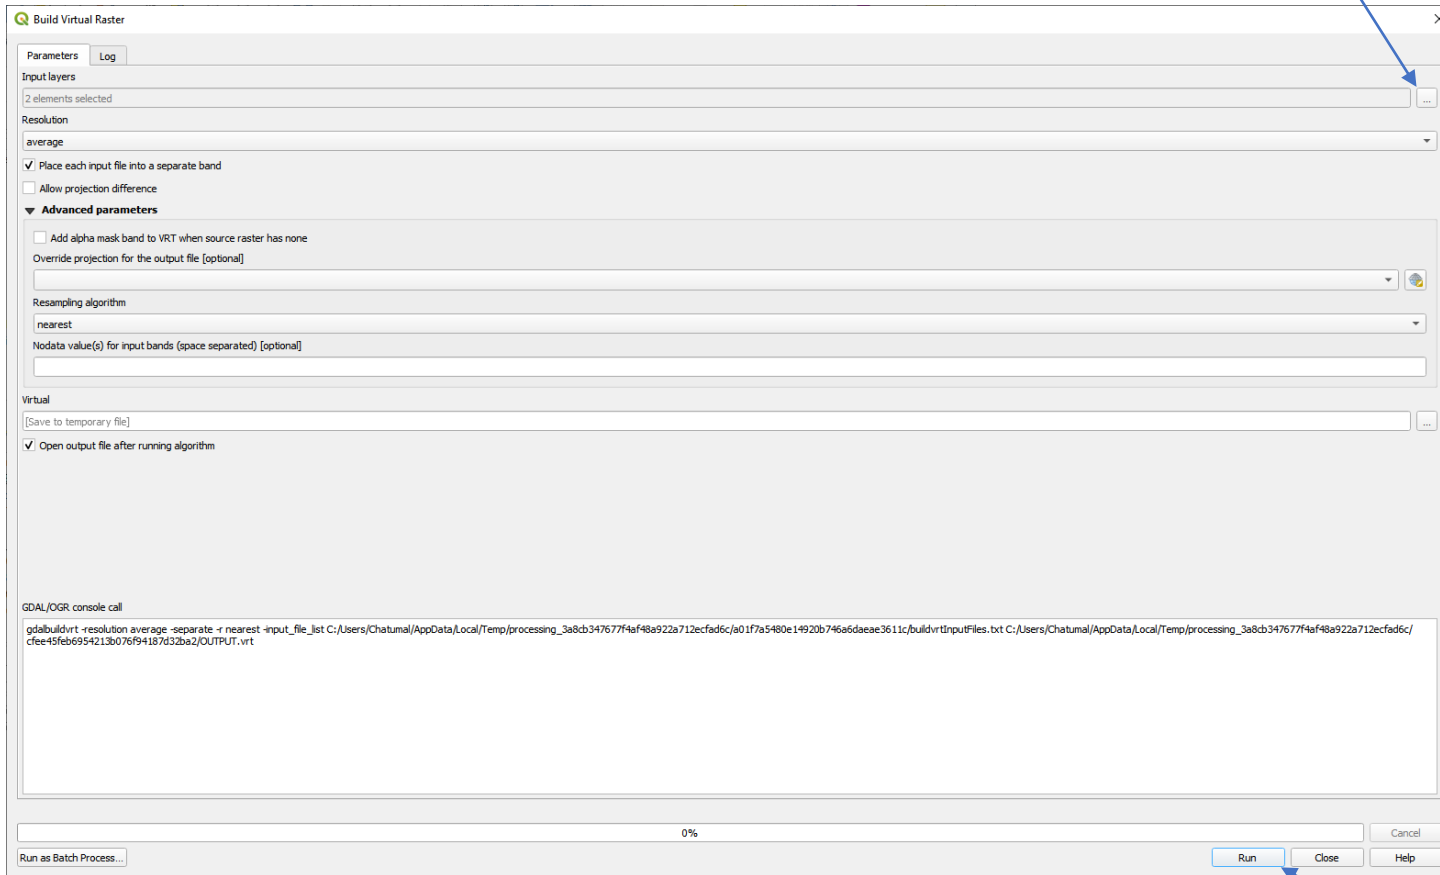 Build Virtual Raster
Parameters
Log
Input layers
2 elements selected
...
Resolution
average
Place each input file into a separate band
Allow projection difference
Advanced parameters
Add alpha mask band to VRT when source raster has none
Override projection for the output file [optional]
Resampling algorithm
nearest
Nodata value(s) for input bands (space separated) [optional]
Virtual
[Save to temporary file]
...
Open output file after running algorithm
GDAL/OGR console call
gdalbuildvrt -resolution average -separate -r nearest -input_file_list C:/Users/Chatumal/AppData/Local/Temp/processing_3a8cb347677f4af48a922a712ecfad6c/a01f7a5480e14920b746a6daeae3611c/buildvrtInputFiles.txt C:/Users/Chatumal/AppData/Local/Temp/processing_3a8cb347677f4af48a922a712ecfad6c/
cfee45feb6954213b076f94187d32ba2/OUTPUT.vrt
0%
Cancel
Run as Batch Process...
Run
Close
Help